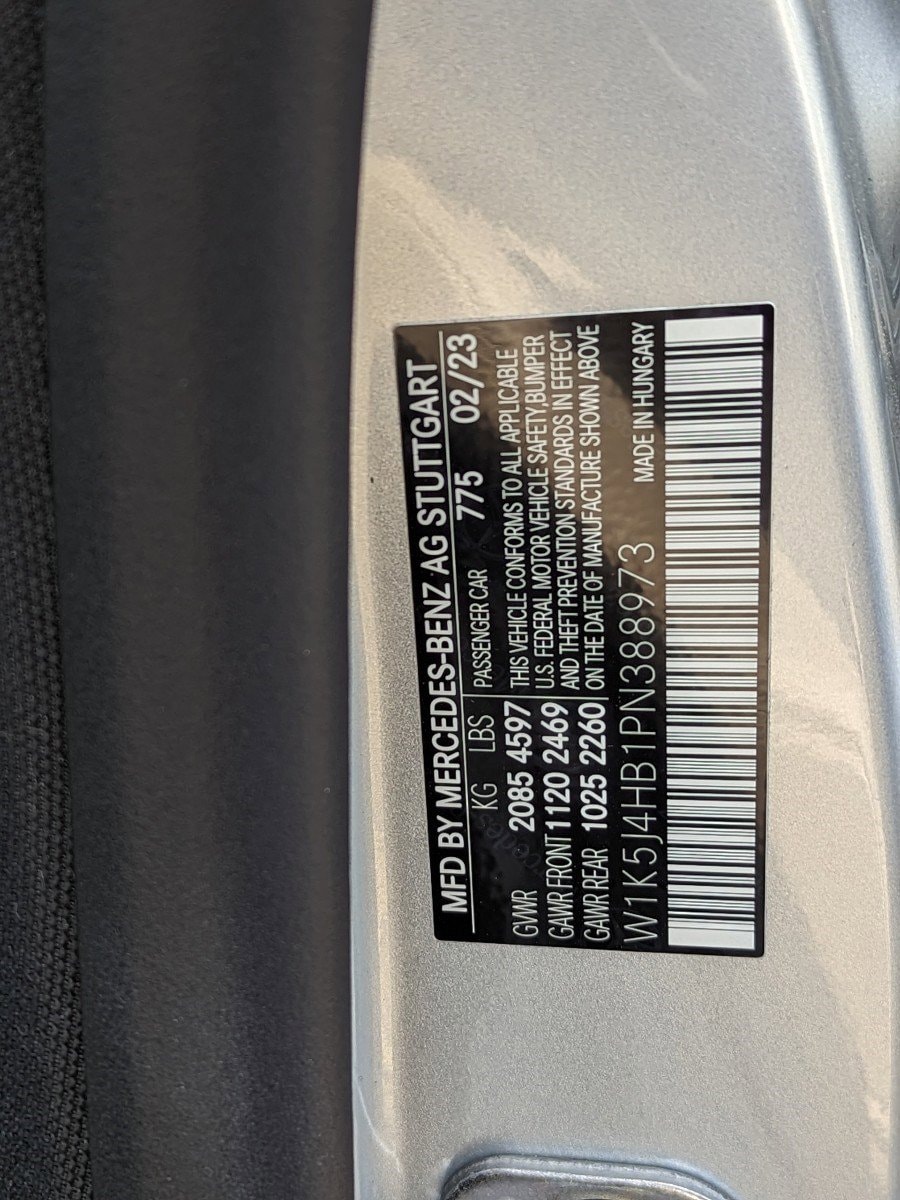 MFD BY MERCEDES-BENZ AG STUTTGART
KG LBS PASSENGER CAR 775 02/23
GVWR 2085 4597 THIS VEHICLE CONFORMS TO ALL APPLICABLE
U.S. FEDERAL MOTOR VEHICLE SAFETY,BUMPER
GAWR FRONT 1120 2469 AND THEFT PREVENTION STANDARDS IN EFFECT
GAWR REAR 1025 2260 ON THE DATE OF MANUFACTURE SHOWN ABOVE
W1K5J4HB1PN388973 MADE IN HUNGARY